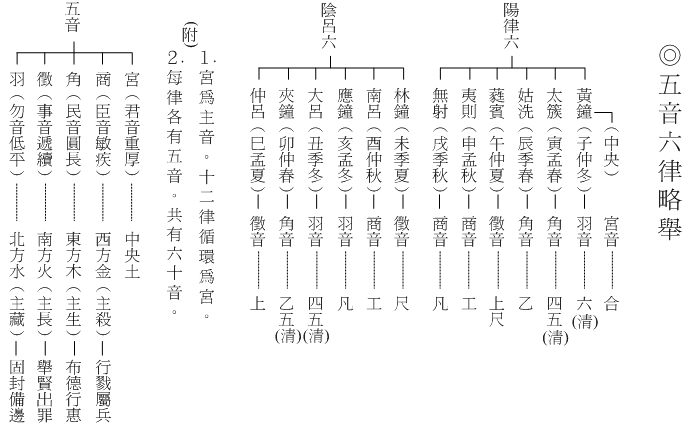 ◎五音六律略舉
陽律六
（中央） 宮音 合
黃鐘（子仲冬） 羽音 六(清)
太簇（寅孟春） 角音 四五(清)
姑洗（辰季春） 角音 乙
蕤賓（午仲夏） 徵音 上尺
夷則（申孟秋） 商音 工
無射（戌季秋） 商音 凡
陰呂六
林鐘（未季夏） 徵音 尺
南呂（酉仲秋） 商音 工
應鐘（亥孟冬） 羽音 凡
大呂（丑季冬） 羽音 四五(清)
夾鐘（卯仲春） 角音 乙五(清)
仲呂（巳孟夏） 徵音 上
(附)
1.宮爲主音。十二律循環爲宮。
2.每律各有五音。共有六十音。
五音
宮（君音重厚） 中央土
商（臣音敏疾） 西方金（主殺） 行戮屬兵
角（民音圓長） 東方木（主生） 布德行惠
徵（事音遞續） 南方火（主長） 舉賢出罪
羽（勿音低平） 北方水（主藏） 固封備邊